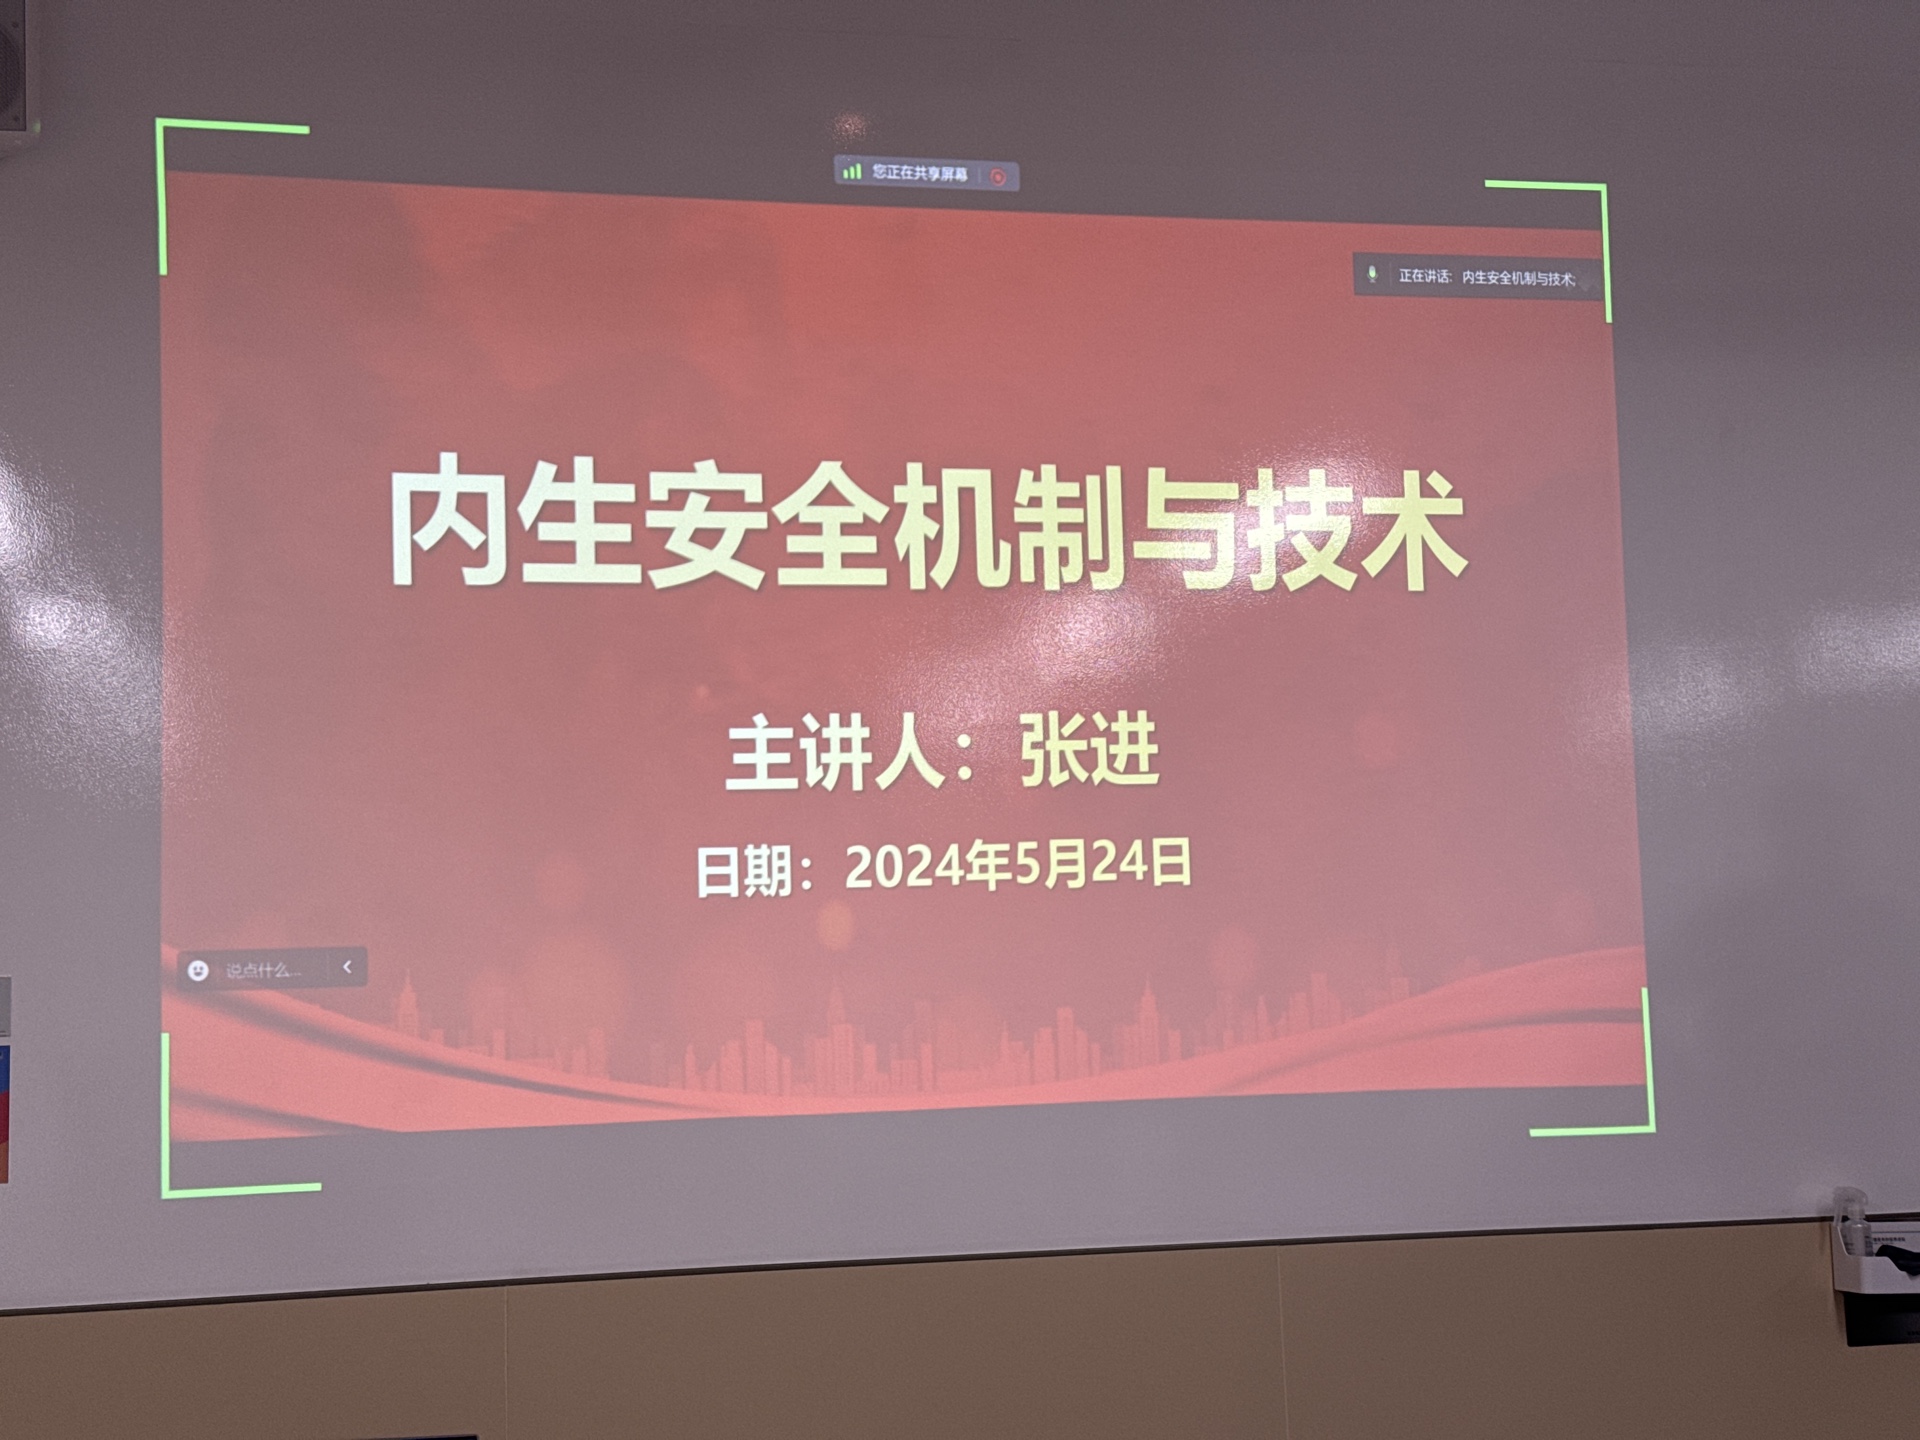 您正在共享屏幕
正在讲话: 内生安全机制与技术;
内生安全机制与技术
主讲人：张进
日期：2024年5月24日
说点什么...